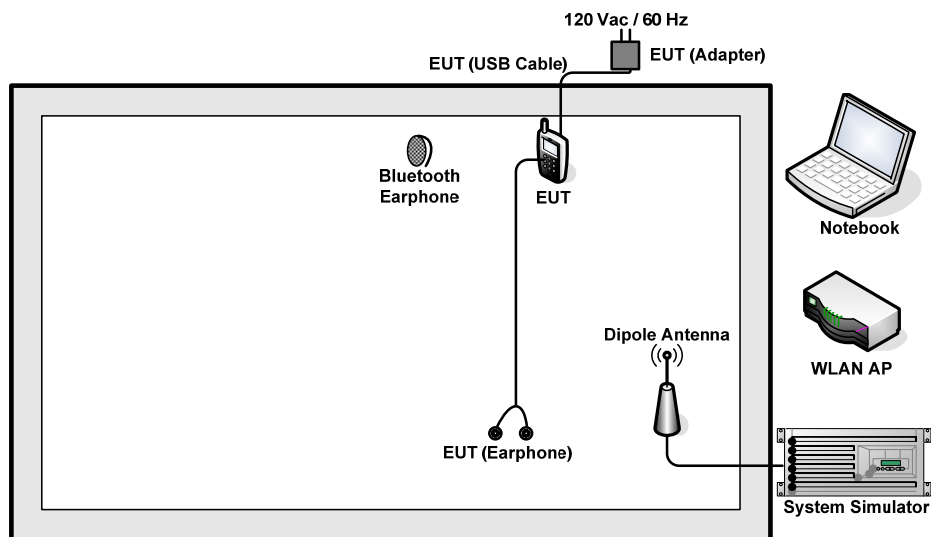 120 Vac / 60 Hz
EUT (USB Cable)
EUT (Adapter)
Bluetooth
Earphone
EUT
Notebook
Dipole Antenna
WLAN AP
EUT (Earphone)
System Simulator